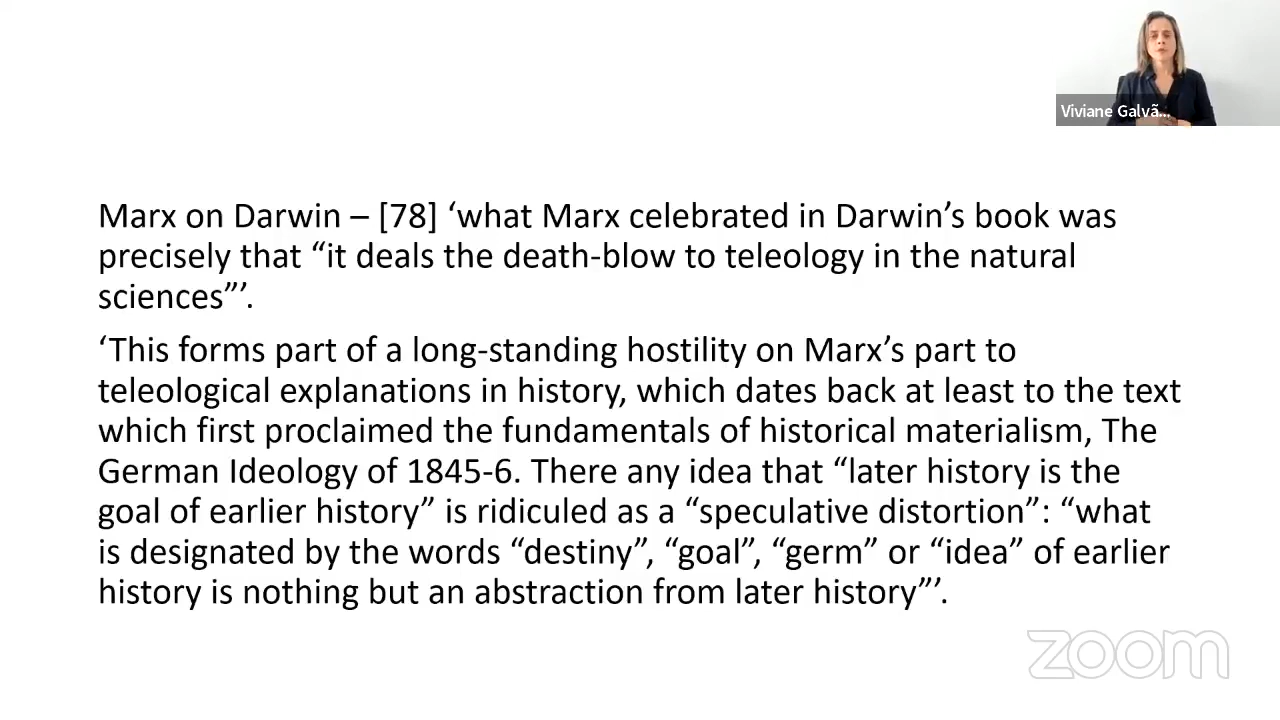 Viviane Galvã...
Marx on Darwin – [78] ‘what Marx celebrated in Darwin’s book was
precisely that “it deals the death-blow to teleology in the natural
sciences”’.
‘This forms part of a long-standing hostility on Marx’s part to
teleological explanations in history, which dates back at least to the text
which first proclaimed the fundamentals of historical materialism, The
German Ideology of 1845-6. There any idea that “later history is the
goal of earlier history” is ridiculed as a “speculative distortion”: “what
is designated by the words “destiny”, “goal”, “germ” or “idea” of earlier
history is nothing but an abstraction from later history”’.
zoom